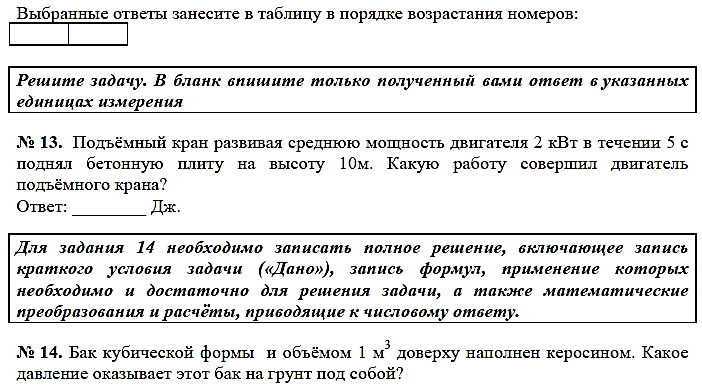 Выбранные ответы занесите в таблицу в порядке возрастания номеров:
Решите задачу. В бланк впишите только полученный вами ответ в указанных
единицах измерения
№ 13. Подъёмный кран развивая среднюю мощность двигателя 2 кВт в течении 5 с
поднял бетонную плиту на высоту 10м. Какую работу совершил двигатель
подъёмного крана?
Ответ: ________ Дж.
Для задания 14 необходимо записать полное решение, включающее запись
краткого условия задачи («Дано»), запись формул, применение которых
необходимо и достаточно для решения задачи, а также математические
преобразования и расчёты, приводящие к числовому ответу.
№ 14. Бак кубической формы и объёмом 1 м³ доверху наполнен керосином. Какое
давление оказывает этот бак на грунт под собой?